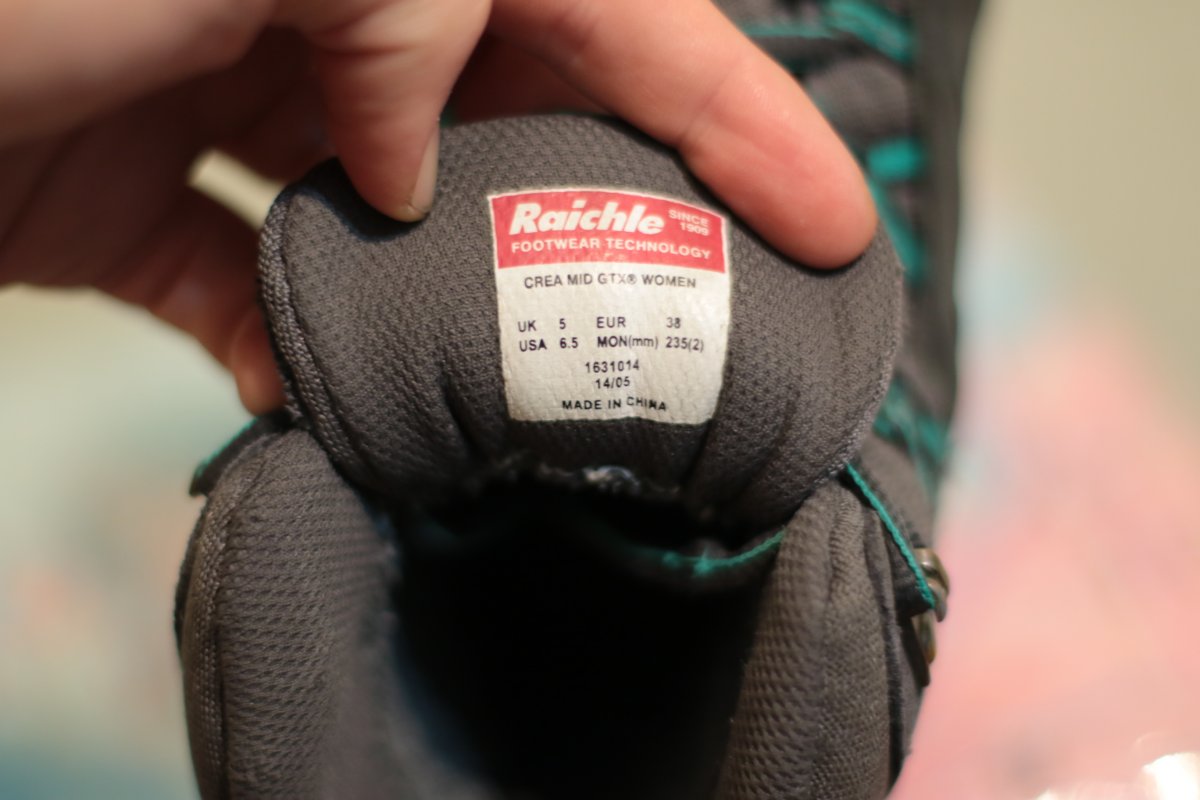 Raichle SINCE 1909
FOOTWEAR TECHNOLOGY
CREA MID GTX® WOMEN
UK 5 EUR 38
USA 6.5 MON(mm) 235(2)
1631014
14/05
MADE IN CHINA